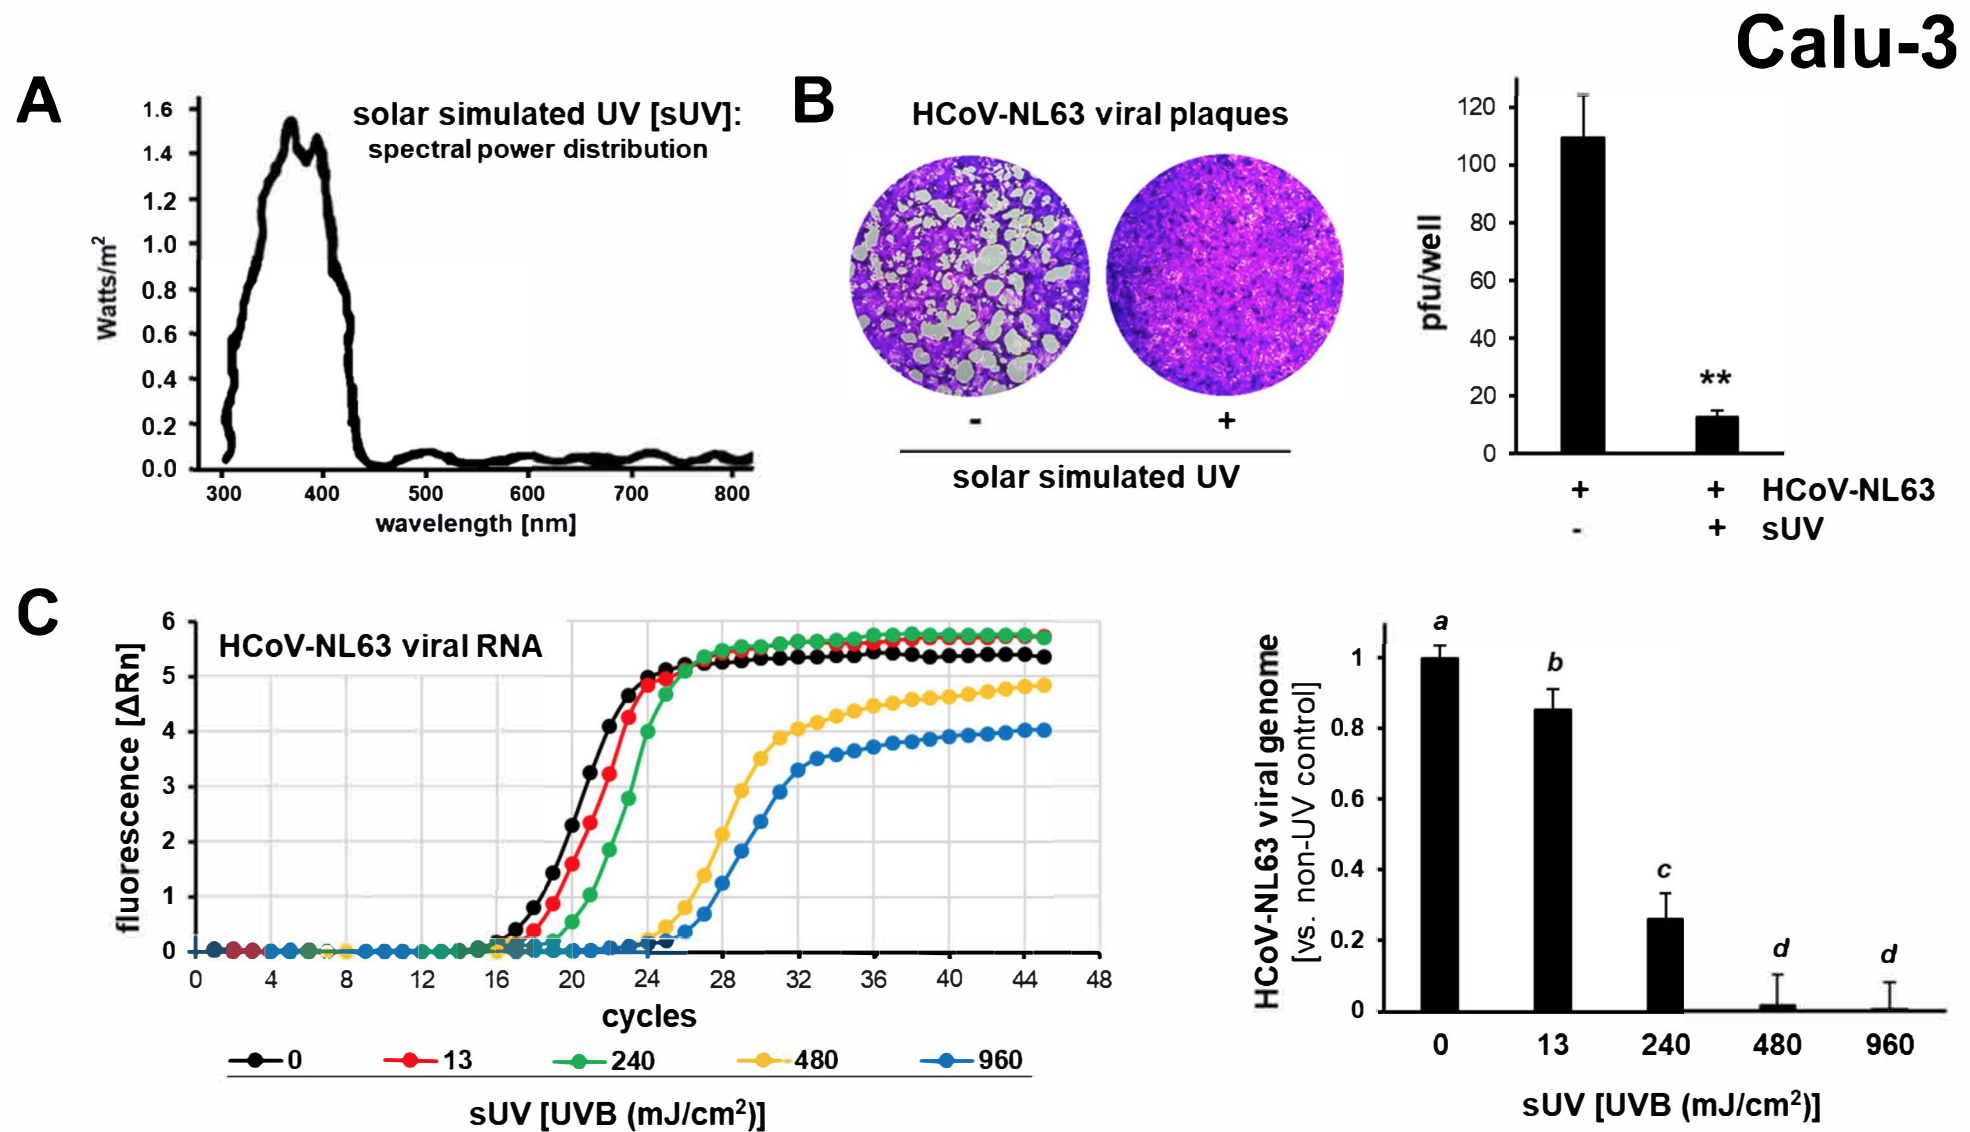 Calu-3
A
solar simulated UV [sUV]:
spectral power distribution
Watts/m²
1.6
1.4
1.2
1.0
0.8
0.6
0.4
0.2
0.0
300 400 500 600 700 800
wavelength [nm]
B
HCoV-NL63 viral plaques
- +
solar simulated UV
pfu/well
120
100
80
60
40
20
0
**
+ + HCoV-NL63
- + sUV
C
HCoV-NL63 viral RNA
fluorescence [ΔRn]
6
5
4
3
2
1
0
0 4 8 12 16 20 24 28 32 36 40 44 48
cycles
0 13 240 480 960
sUV [UVB (mJ/cm²)]
HCoV-NL63 viral genome
[vs. non-UV control]
1
0.8
0.6
0.4
0.2
0
a
b
c
d
d
0 13 240 480 960
sUV [UVB (mJ/cm²)]